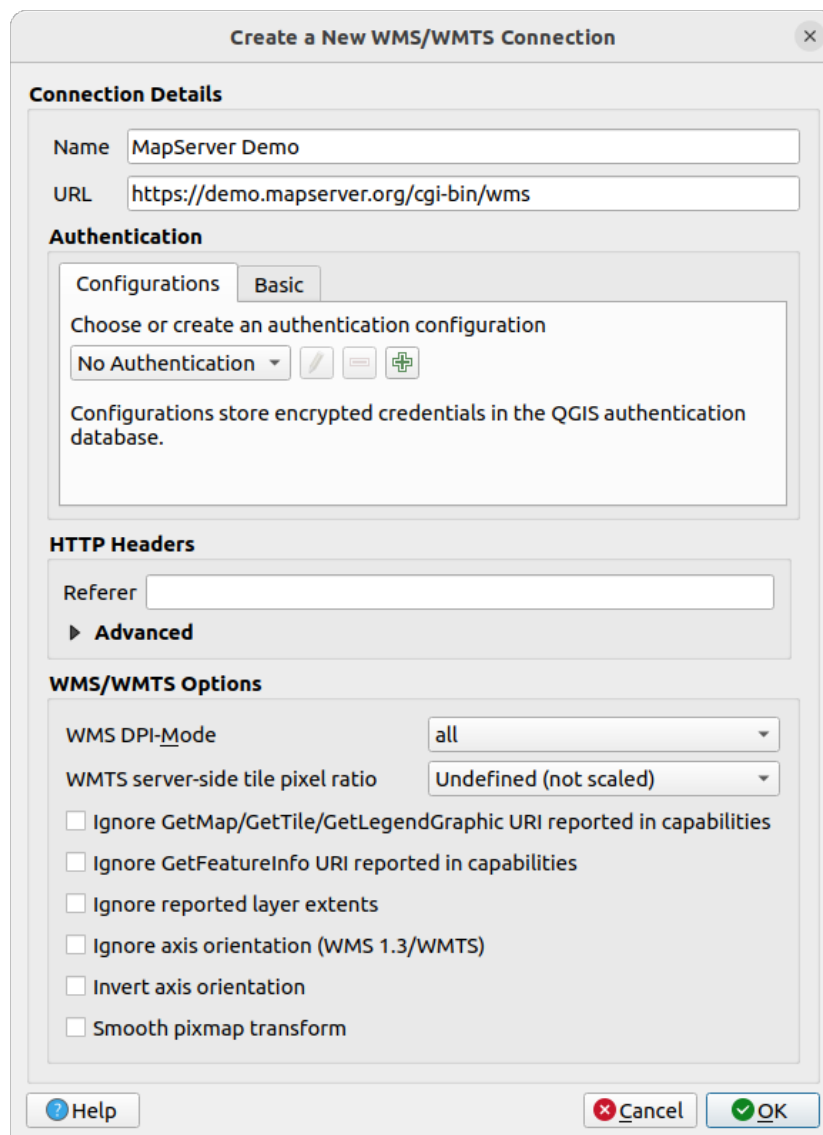 Create a New WMS/WMTS Connection
Connection Details
Name MapServer Demo
URL https://demo.mapserver.org/cgi-bin/wms
Authentication
Configurations Basic
Choose or create an authentication configuration
No Authentication
Configurations store encrypted credentials in the QGIS authentication
database.
HTTP Headers
Referer
Advanced
WMS/WMTS Options
WMS DPI-Mode all
WMTS server-side tile pixel ratio Undefined (not scaled)
Ignore GetMap/GetTile/GetLegendGraphic URI reported in capabilities
Ignore GetFeatureInfo URI reported in capabilities
Ignore reported layer extents
Ignore axis orientation (WMS 1.3/WMTS)
Invert axis orientation
Smooth pixmap transform
Help Cancel OK